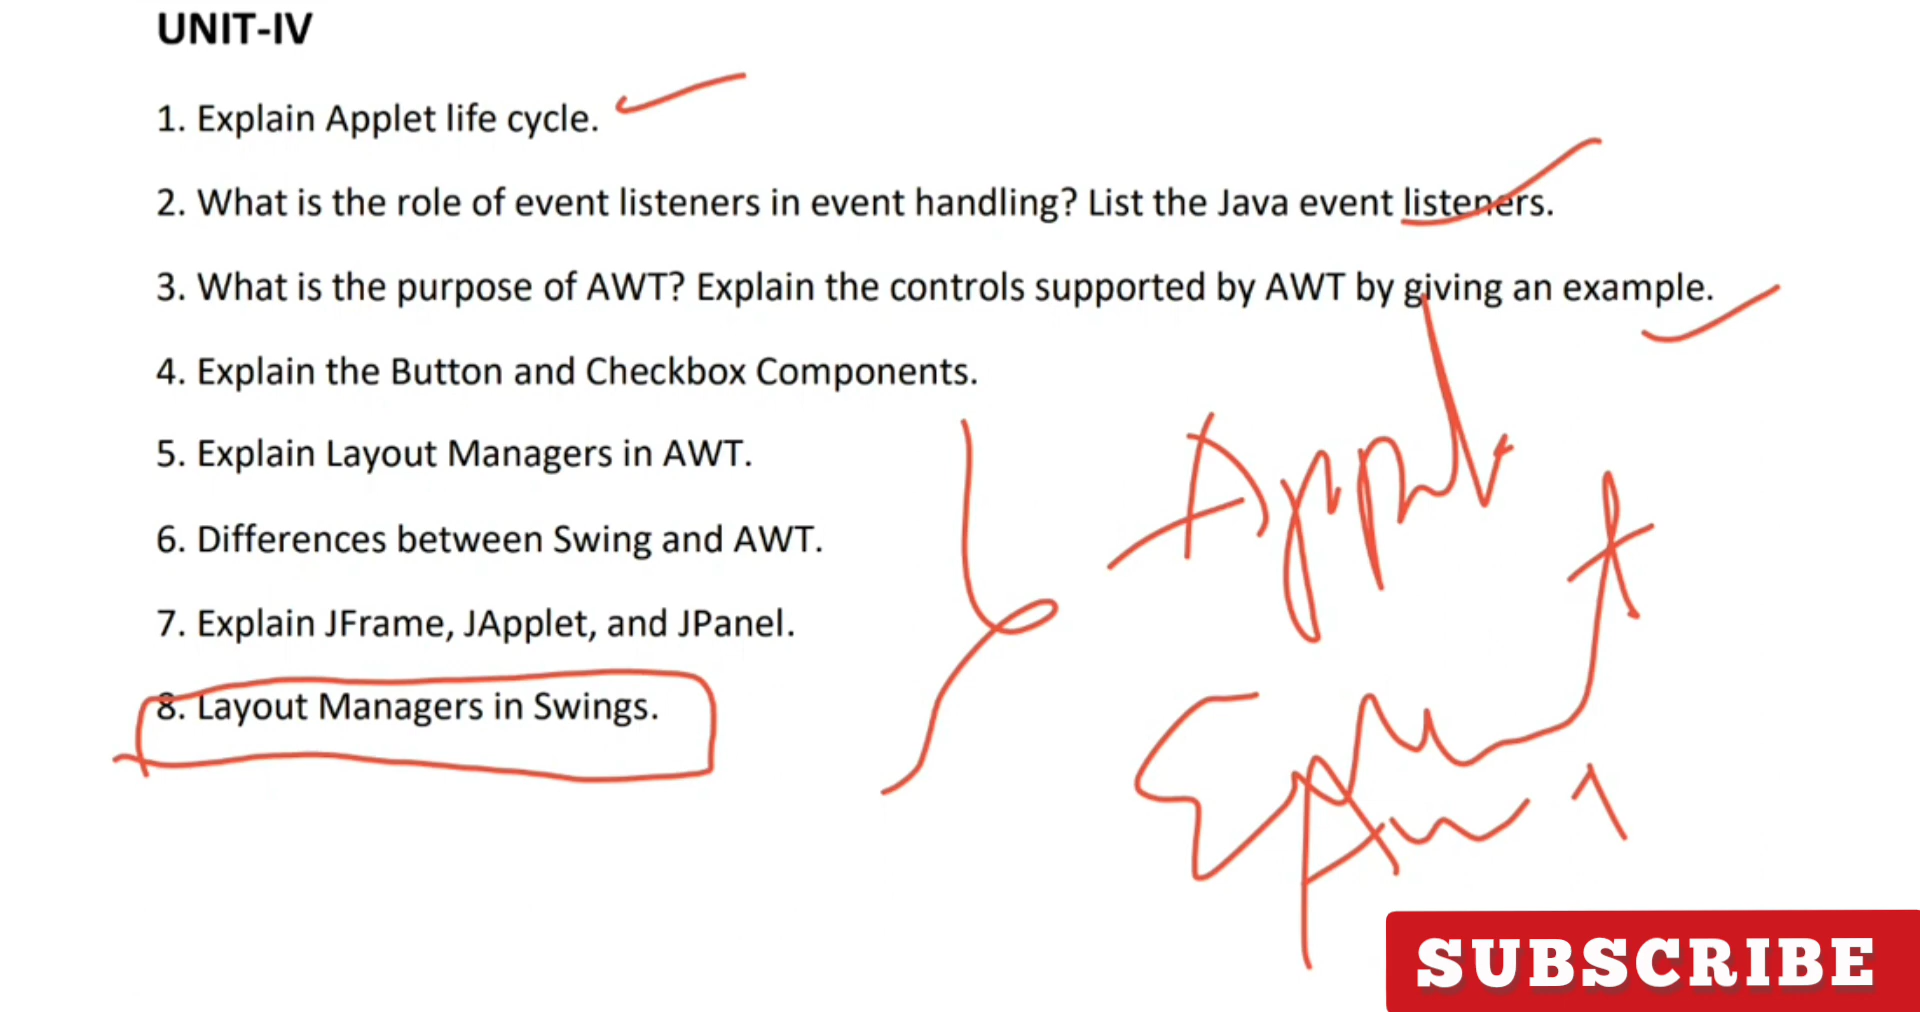 UNIT-IV
1. Explain Applet life cycle.
2. What is the role of event listeners in event handling? List the Java event listeners.
3. What is the purpose of AWT? Explain the controls supported by AWT by giving an example.
4. Explain the Button and Checkbox Components.
5. Explain Layout Managers in AWT.
6. Differences between Swing and AWT.
7. Explain JFrame, JApplet, and JPanel.
8. Layout Managers in Swings.
SUBSCRIBE